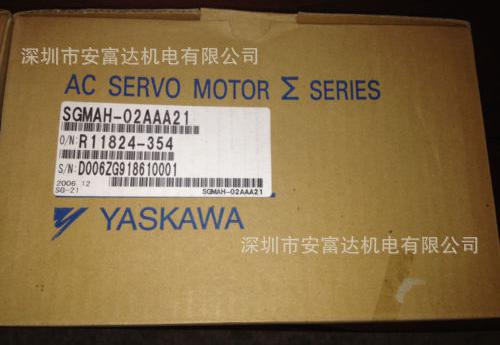 深圳市安富达机电有限公司
AC SERVO MOTOR Σ SERIES
SGMAH-02AAA21
O/N: R11824-354
S/N: D006ZG918610001
2006.12
SG-21
SGMAH-02AAA21
YASKAWA
深圳市安富达机电有限公司